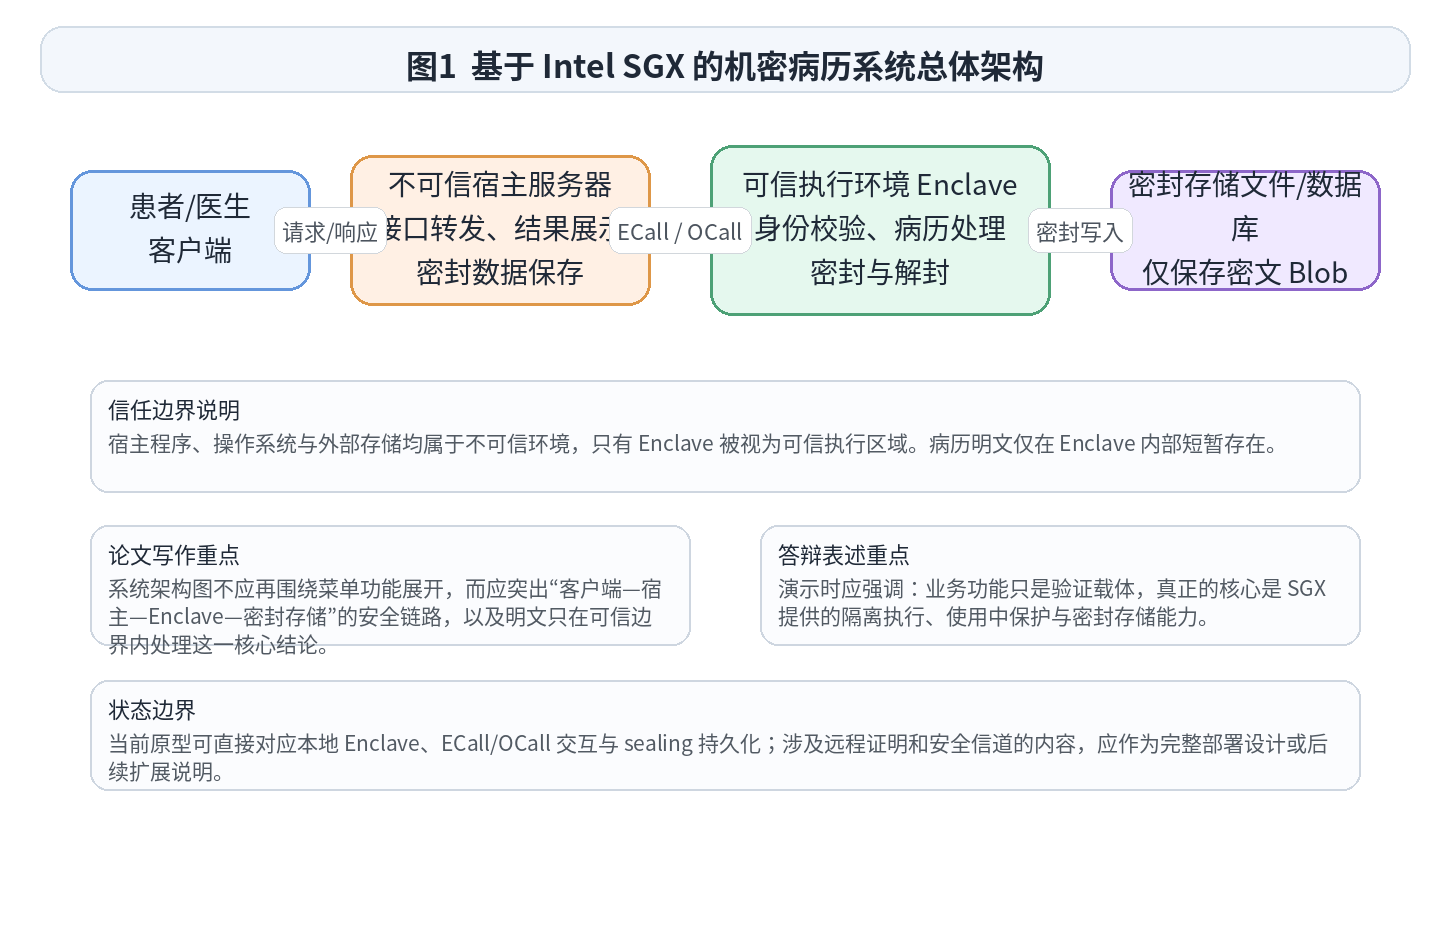 图1 基于 Intel SGX 的机密病历系统总体架构
患者/医生
客户端
请求/响应
不可信宿主服务器
接口转发、结果展示
密封数据保存
ECall / OCall
可信执行环境 Enclave
身份校验、病历处理
密封与解封
密封写入
密封存储文件/数据
库
仅保存密文 Blob
信任边界说明
宿主程序、操作系统与外部存储均属于不可信环境，只有 Enclave 被视为可信执行区域。病历明文仅在 Enclave 内部短暂存在。
论文写作重点
系统架构图不应再围绕菜单功能展开，而应突出“客户端—宿
主—Enclave—密封存储”的安全链路，以及明文只在可信边
界内处理这一核心结论。
答辩表述重点
演示时应强调：业务功能只是验证载体，真正的核心是 SGX
提供的隔离执行、使用中保护与密封存储能力。
状态边界
当前原型可直接对应本地 Enclave、ECall/OCall 交互与 sealing 持久化；涉及远程证明和安全信道的内容，应作为完整部署设计或后
续扩展说明。